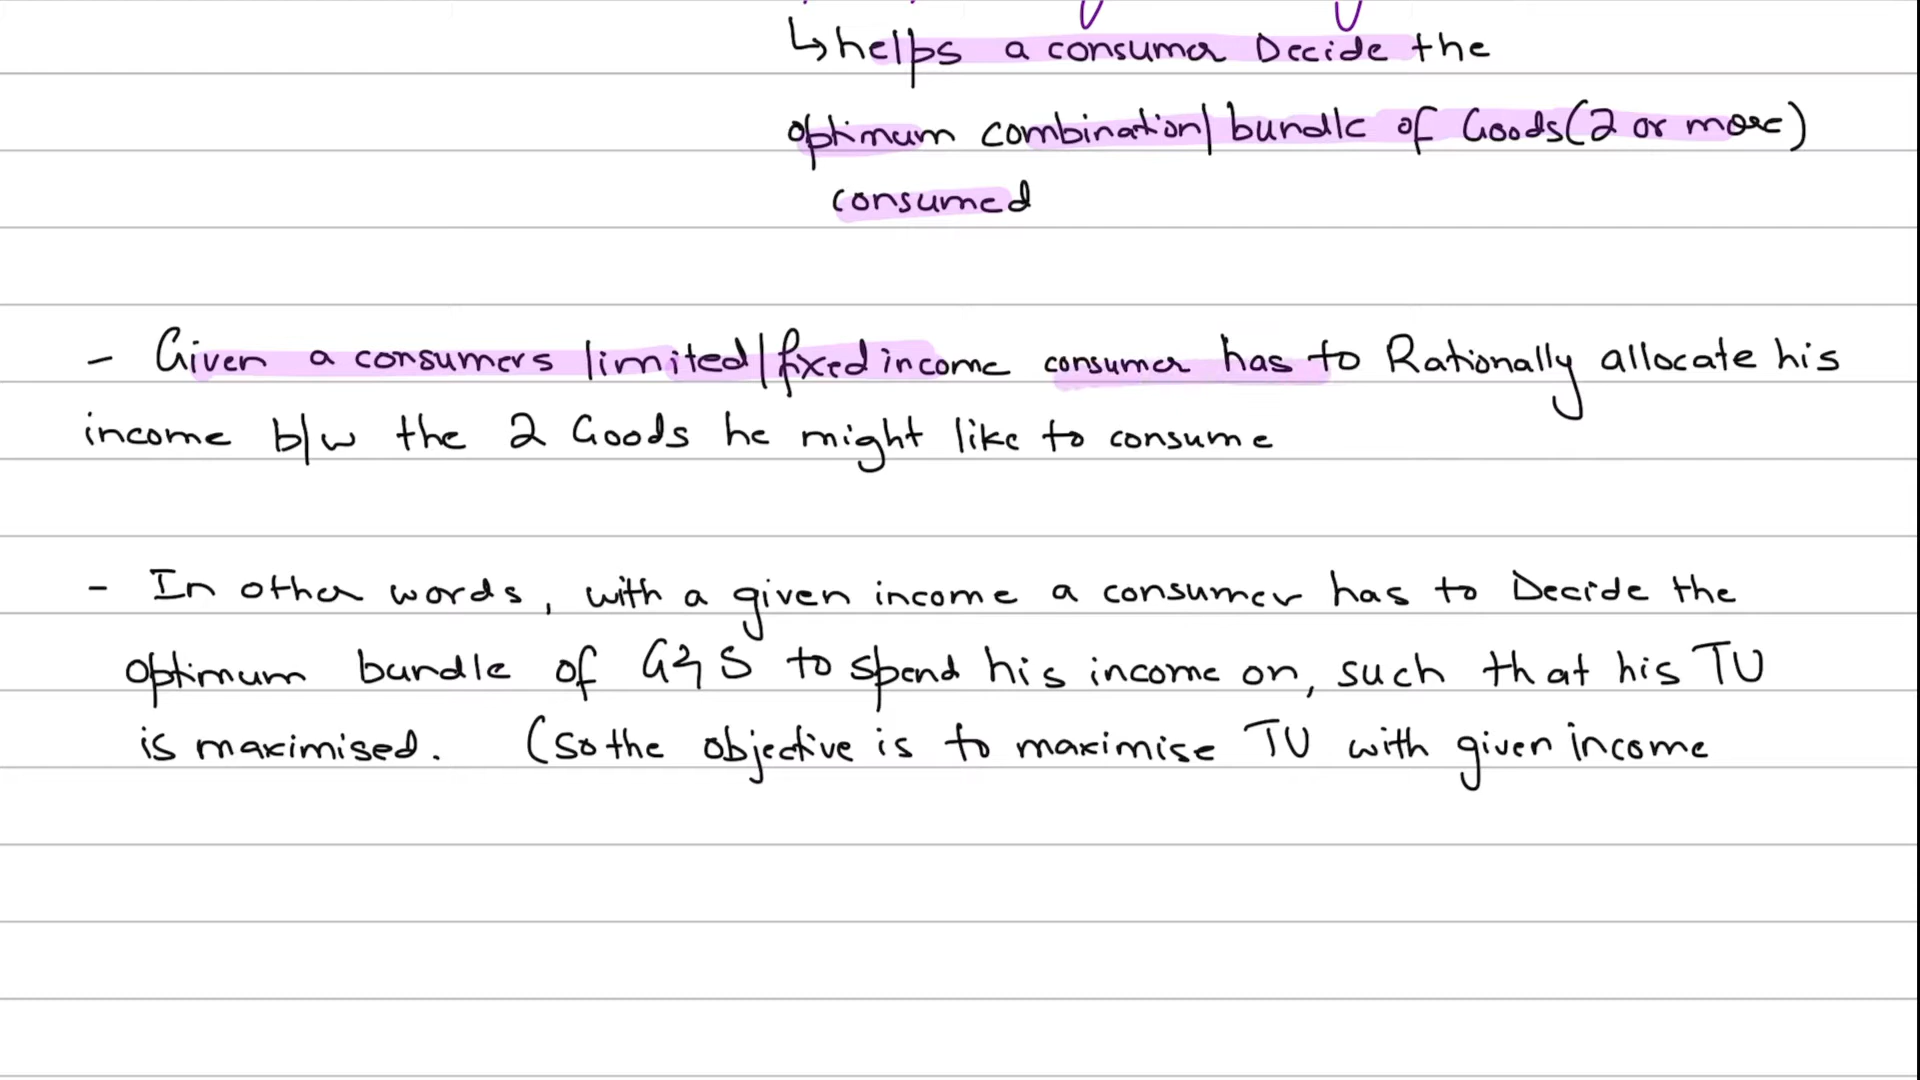 ↳ helps a consumer Decide the
optimum combination/bundle of Goods (2 or more)
consumed
- Given a consumers limited/fixed income consumer has to Rationally allocate his
income b/w the 2 Goods he might like to consume
- In other words, with a given income a consumer has to Decide the
optimum bundle of G & S to spend his income on, such that his TU
is maximised. (so the objective is to maximise TU with given income